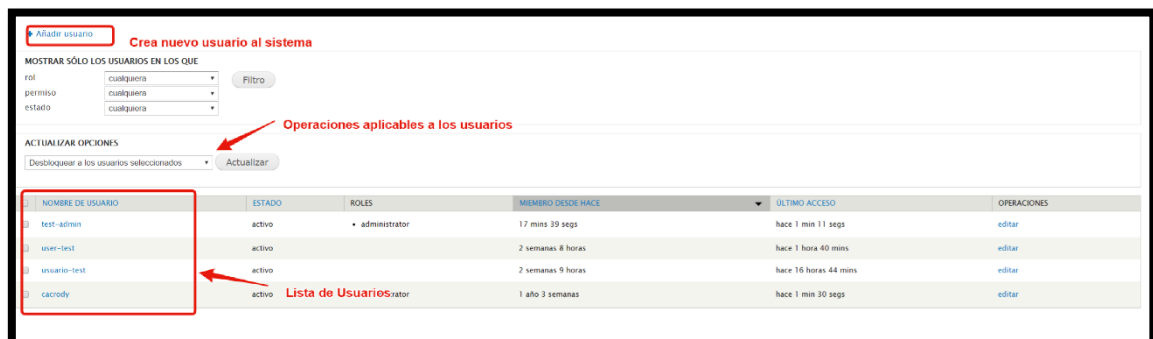 Añadir usuario
Crea nuevo usuario al sistema
MOSTRAR SÓLO LOS USUARIOS EN LOS QUE
rol cualquiera Filtro
permiso cualquiera
estado cualquiera
Operaciones aplicables a los usuarios
ACTUALIZAR OPCIONES
Desbloquear a los usuarios seleccionados Actualizar
NOMBRE DE USUARIO ESTADO ROLES MIEMBRO DESDE HACE ÚLTIMO ACCESO OPERACIONES
test-admin activo • administrator 17 mins 39 segs hace 1 min 11 segs editar
user-test activo 2 semanas 8 horas hace 1 hora 40 mins editar
usuario-test activo 2 semanas 9 horas hace 16 horas 44 mins editar
cacrody activo Lista de Usuarios rator 1 año 3 semanas hace 1 min 30 segs editar